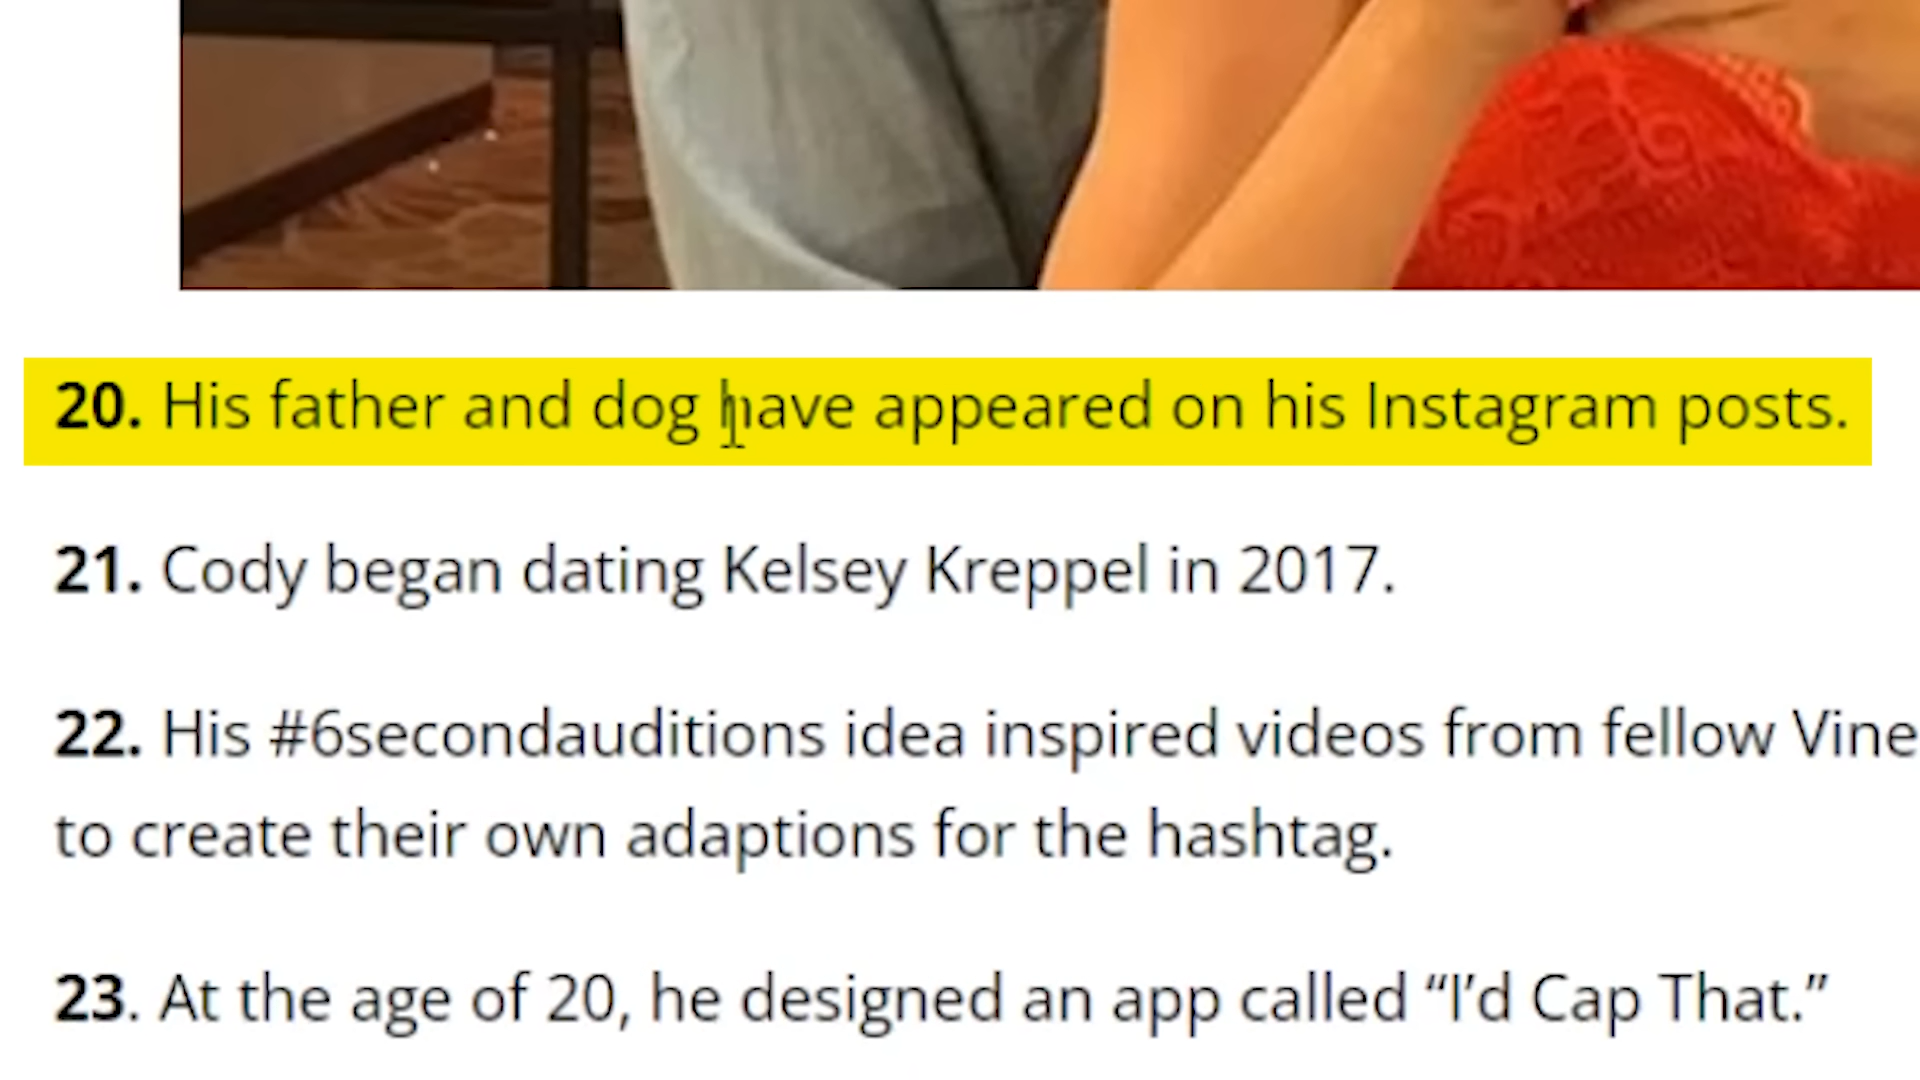 20. His father and dog have appeared on his Instagram posts.
21. Cody began dating Kelsey Kreppel in 2017.
22. His #6secondauditions idea inspired videos from fellow Vine
to create their own adaptions for the hashtag.
23. At the age of 20, he designed an app called “I’d Cap That.”